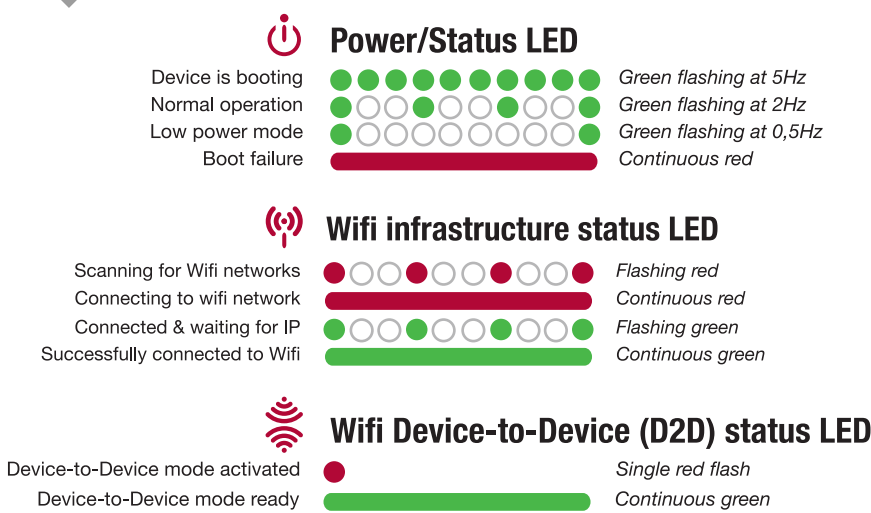 Power/Status LED
Device is booting Green flashing at 5Hz
Normal operation Green flashing at 2Hz
Low power mode Green flashing at 0,5Hz
Boot failure Continuous red
Wifi infrastructure status LED
Scanning for Wifi networks Flashing red
Connecting to wifi network Continuous red
Connected & waiting for IP Flashing green
Successfully connected to Wifi Continuous green
Wifi Device-to-Device (D2D) status LED
Device-to-Device mode activated Single red flash
Device-to-Device mode ready Continuous green